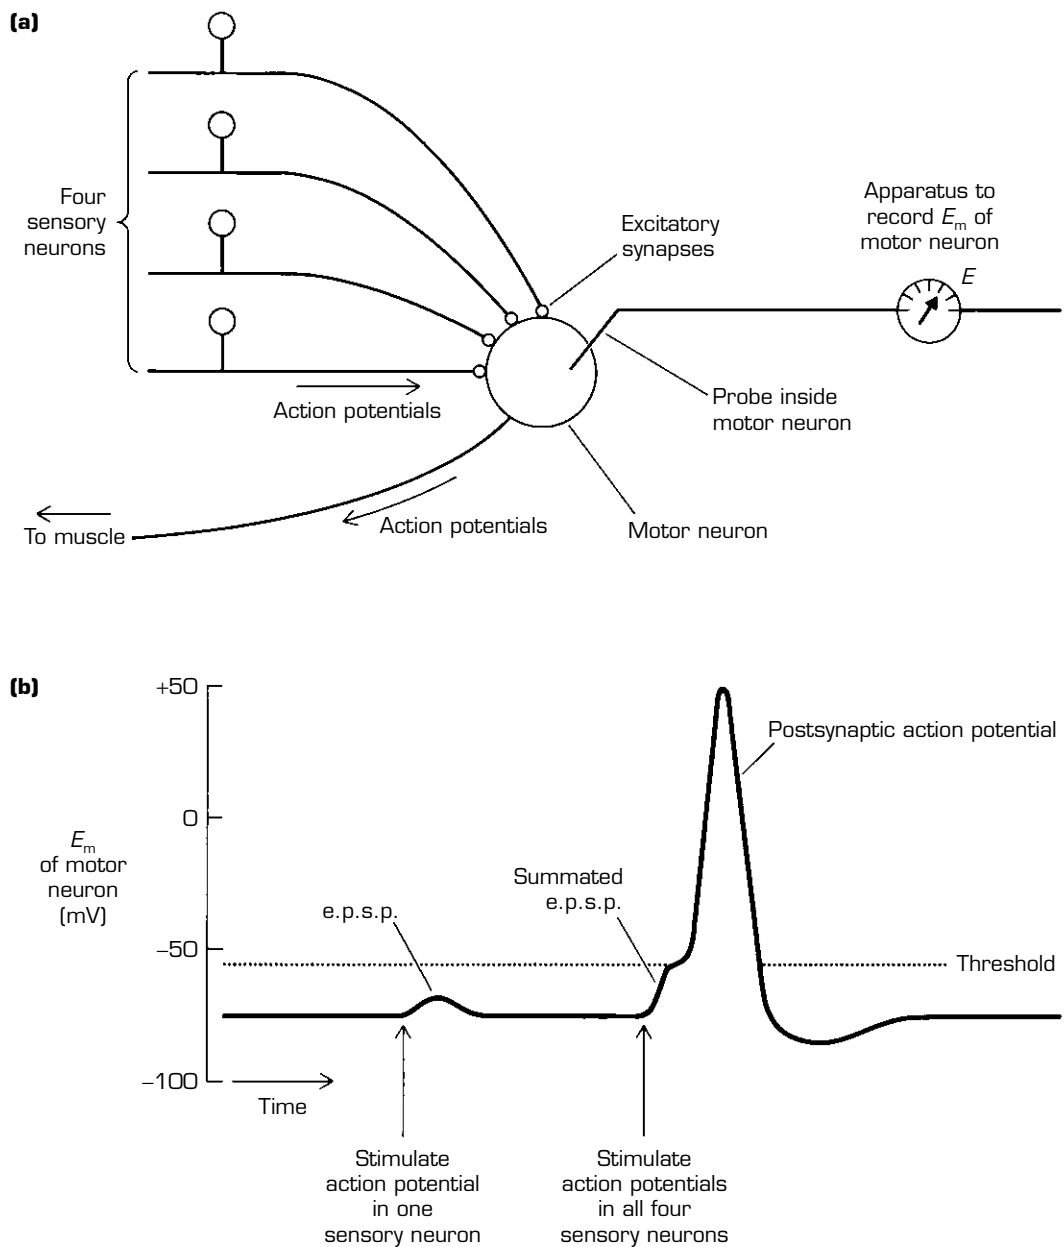 (a)
Four
sensory
neurons
Excitatory
synapses
Apparatus to
record Em of
motor neuron
E
Action potentials
Probe inside
motor neuron
To muscle
Action potentials
Motor neuron
(b)
+50
0
−50
−100
Em
of motor
neuron
(mV)
e.p.s.p.
Summated
e.p.s.p.
Postsynaptic action potential
Threshold
Time
Stimulate
action potential
in one
sensory neuron
Stimulate
action potentials
in all four
sensory neurons